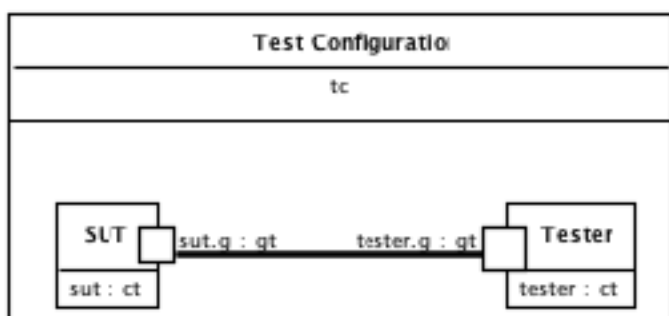 Test Configuratio
tc
SUT
sut.g : gt
tester.g : gt
Tester
sut : ct
tester : ct